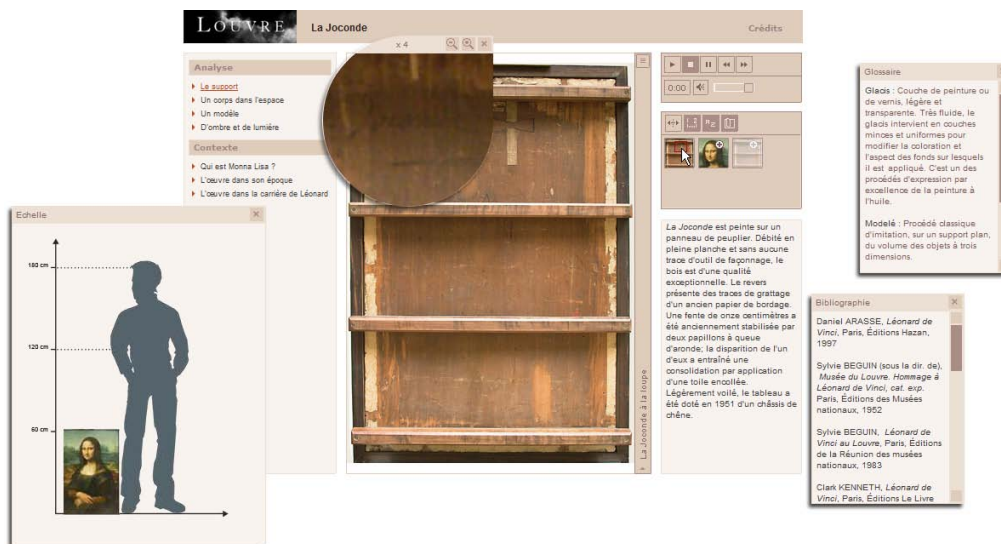 LOUVRE
La Joconde
Crédits
Analyse
Le support
Un corps dans l'espace
Un modèle
D'ombre et de lumière
Contexte
Qui est Monna Lisa ?
L'œuvre dans son époque
L'œuvre dans la carrière de Léonard
x 4
La Joconde à la loupe
0:00
La Joconde est peinte sur un
panneau de peuplier. Débité en
pleine planche et sans aucune
trace d'outil de façonnage, le
bois est d'une qualité
exceptionnelle. Le revers
présente des traces de grattage
d'un ancien papier de bordage.
Une fente de onze centimètres a
été anciennement stabilisée par
deux papillons à queue
d'aronde; la disparition de l'un
d'eux a entraîné une
consolidation par application
d'une toile encollée.
Légèrement voilé, le tableau a
été doté en 1951 d'un châssis de
chêne.
Echelle
180 cm
120 cm
60 cm
Glossaire
Glacis : Couche de peinture ou
de vernis, légère et
transparente. Très fluide, le
glacis intervient en couches
minces et uniformes pour
modifier la coloration et
l'aspect des fonds sur lesquels
il est appliqué. C'est un des
procédés d'expression par
excellence de la peinture à
l'huile.
Modelé : Procédé classique
d'imitation, sur un support plan,
du volume des objets à trois
dimensions.
Bibliographie
Daniel ARASSE, Léonard de
Vinci, Paris, Éditions Hazan,
1997
Sylvie BEGUIN (sous la dir. de),
Musée du Louvre. Hommage à
Léonard de Vinci, cat. exp.
Paris, Éditions des Musées
nationaux, 1952
Sylvie BEGUIN, Léonard de
Vinci au Louvre, Paris, Éditions
de la Réunion des musées
nationaux, 1983
Clark KENNETH, Léonard de
Vinci, Paris, Éditions Le Livre